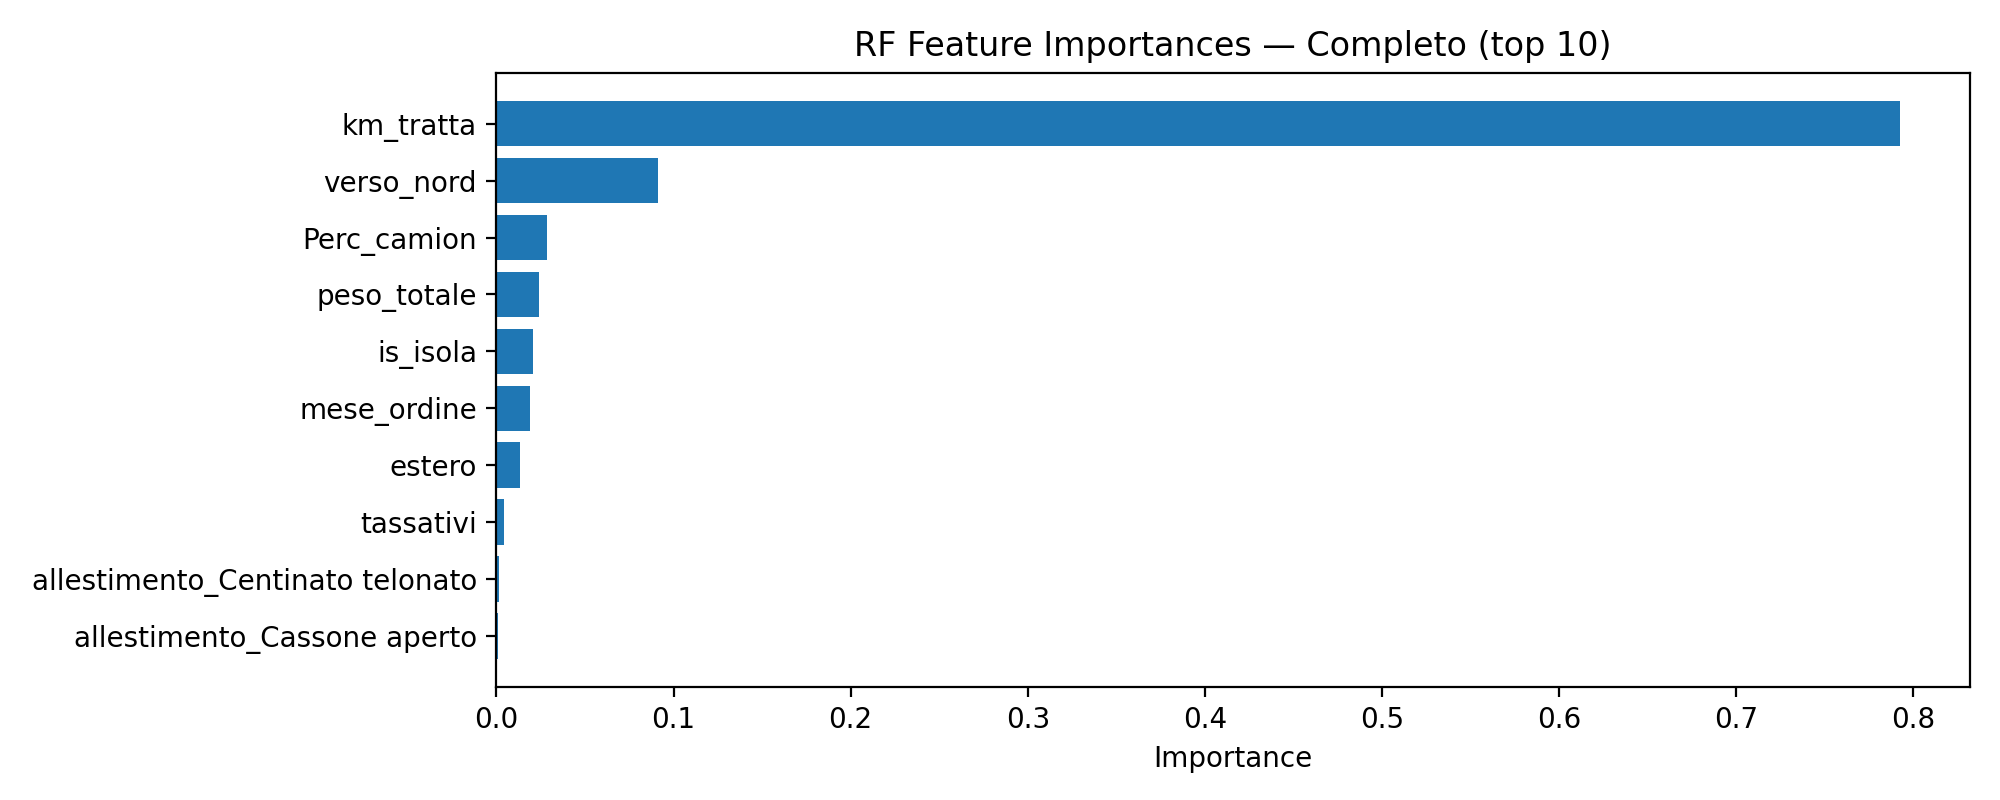 RF Feature Importances — Completo (top 10)
km_tratta
verso_nord
Perc_camion
peso_totale
is_isola
mese_ordine
estero
tassativi
allestimento_Centinato telonato
allestimento_Cassone aperto
0.0 0.1 0.2 0.3 0.4 0.5 0.6 0.7 0.8
Importance